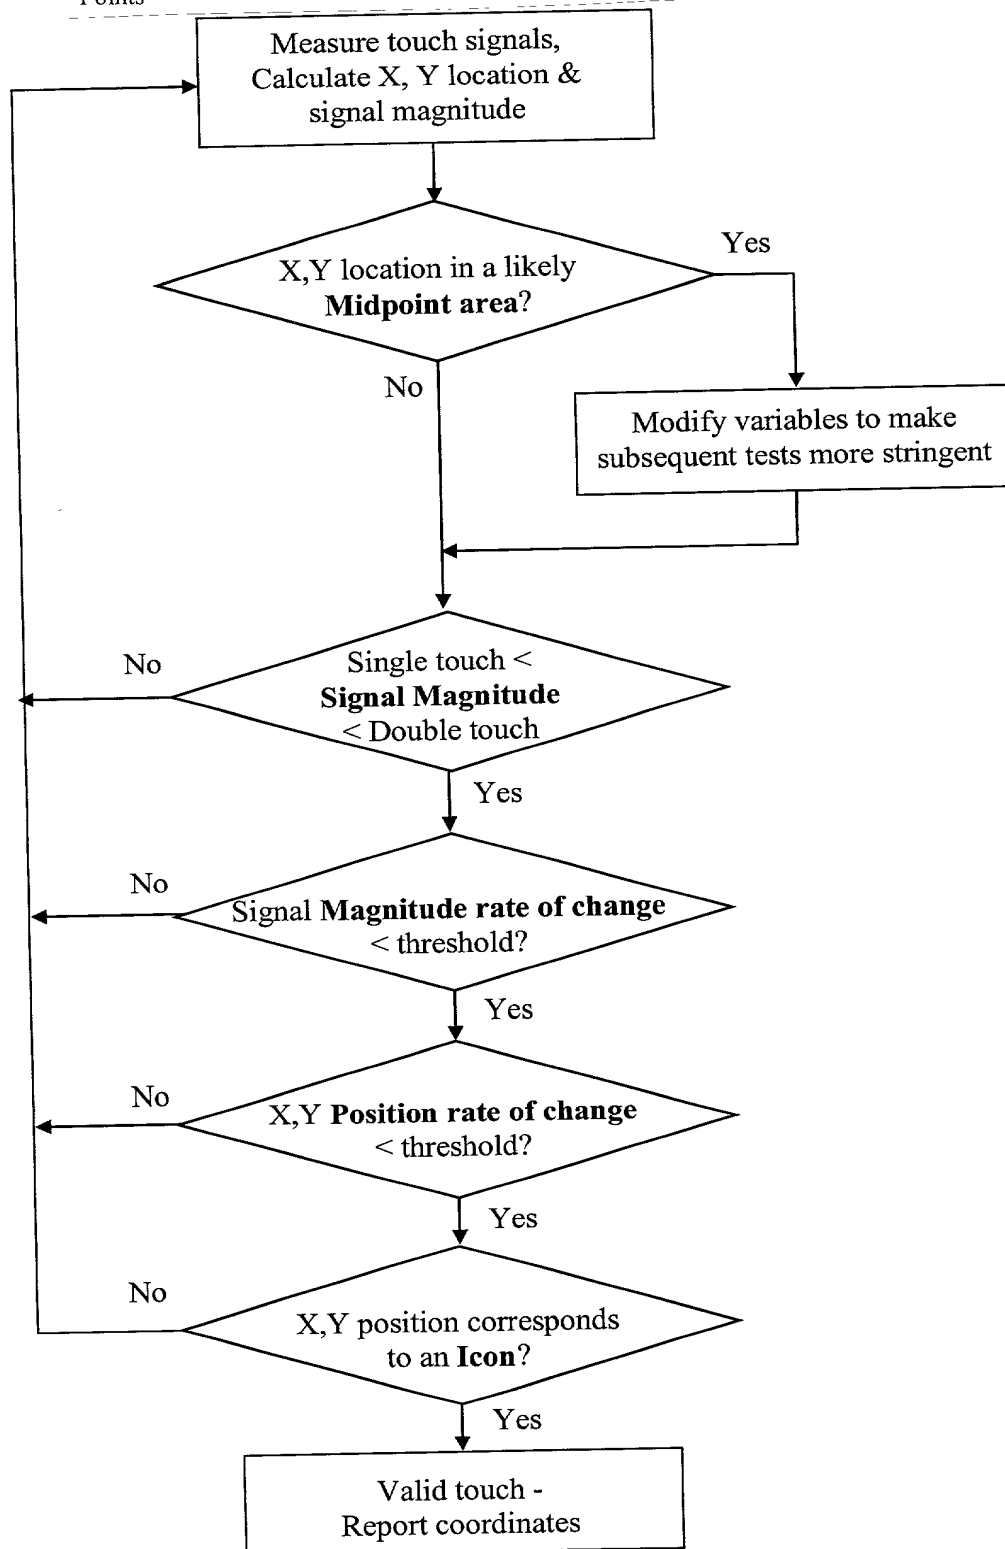 Points
Measure touch signals,
Calculate X, Y location &
signal magnitude
X,Y location in a likely
Midpoint area?
Yes
No
Modify variables to make
subsequent tests more stringent
Single touch <
Signal Magnitude
< Double touch
No
Yes
Signal Magnitude rate of change
< threshold?
No
Yes
X,Y Position rate of change
< threshold?
No
Yes
X,Y position corresponds
to an Icon?
No
Yes
Valid touch -
Report coordinates